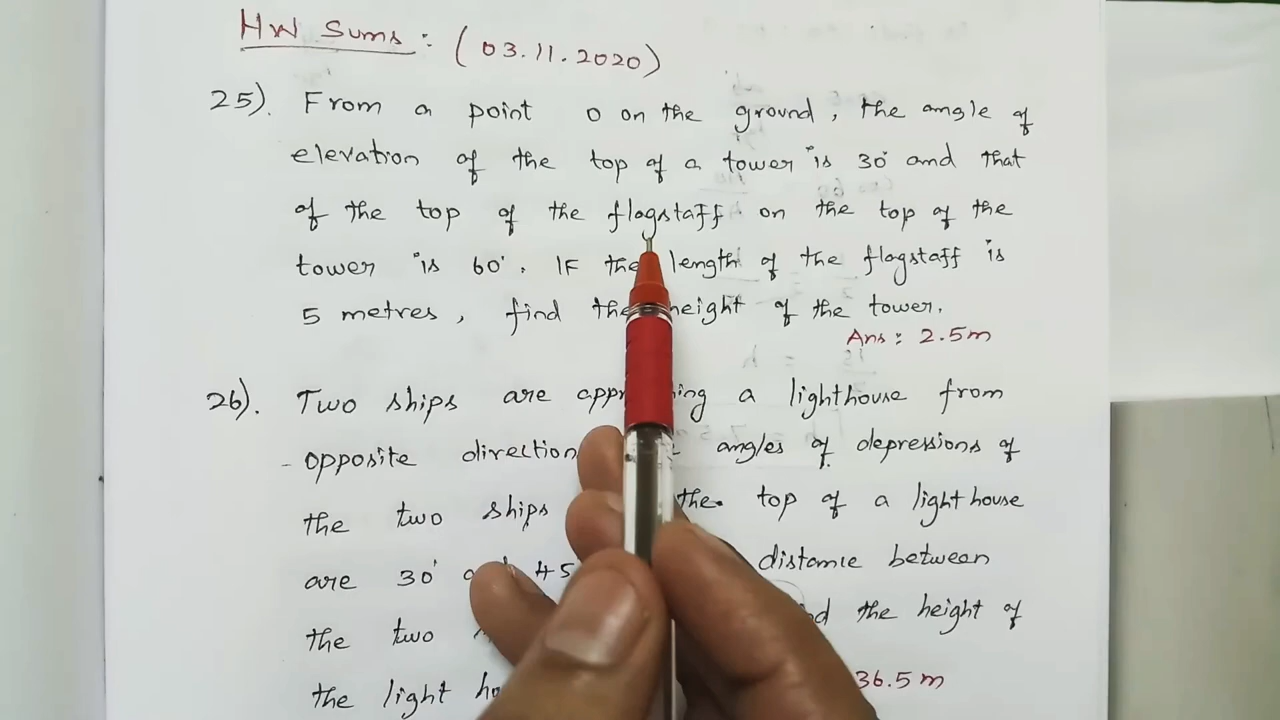 HW Sums : (03.11.2020)
25). From a point O on the ground, the angle of
elevation of the top of a tower is 30° and that
of the top of the flagstaff on the top of the
tower is 60°. If the length of the flagstaff is
5 metres, find the height of the tower.
Ans : 2.5m
26). Two ships are a lighthouse from
opposite direction angles of depressions of
the two ships the top of a light house
are 30° 45 distance between
the two the height of
the light 36.5 m